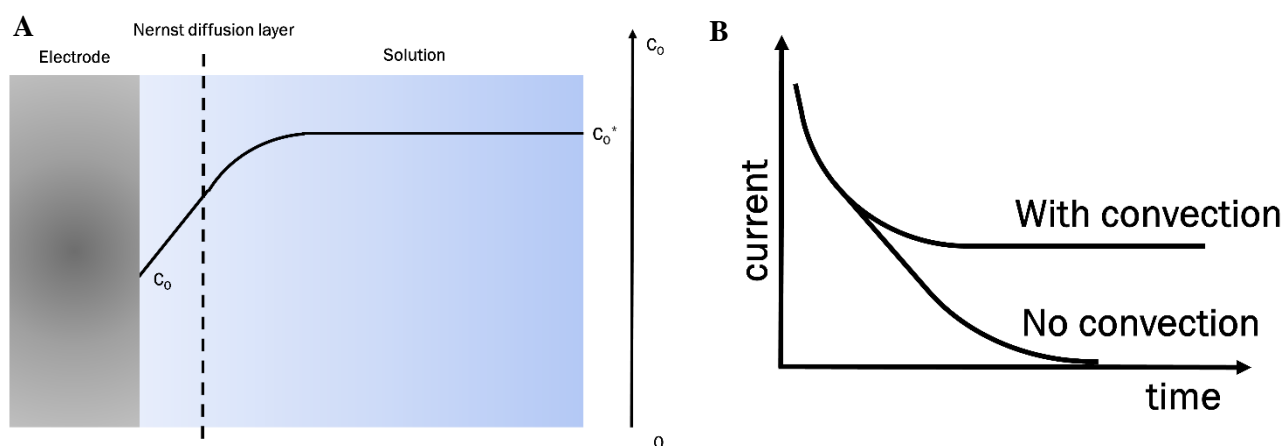 A
Nernst diffusion layer
Electrode
Solution
C₀
C₀*
C₀
0
B
current
With convection
No convection
time